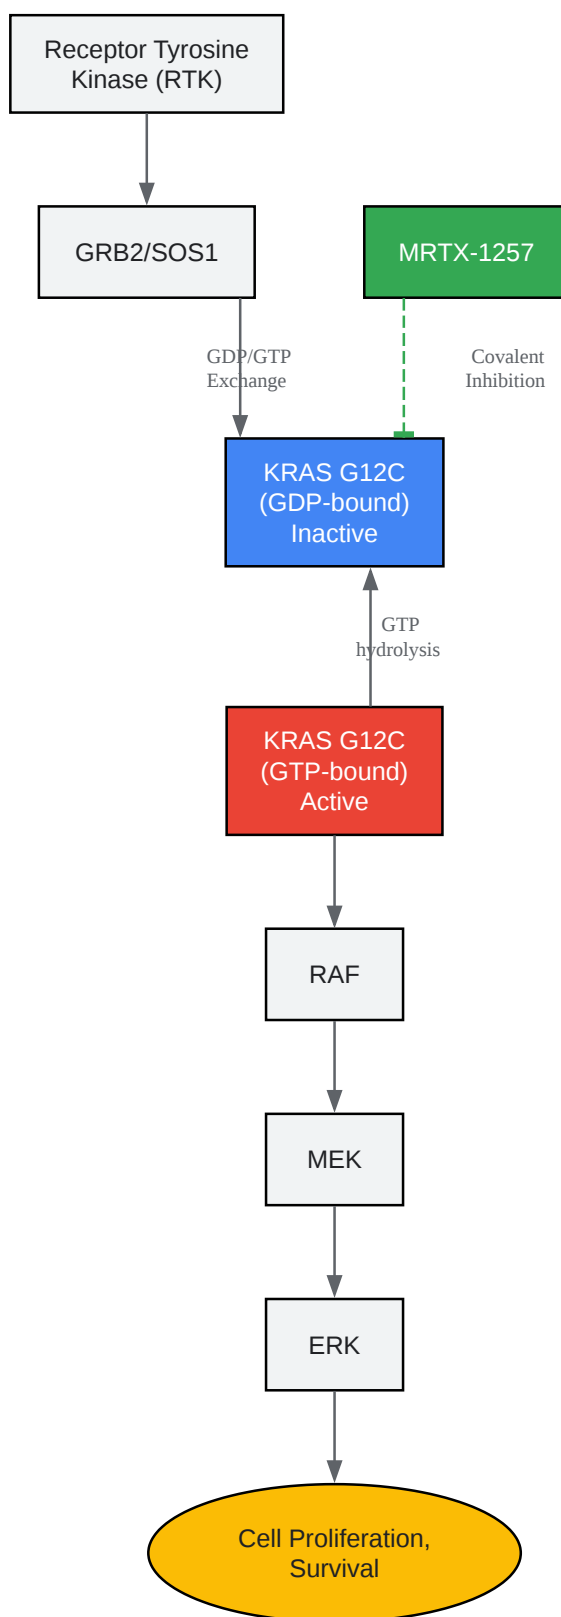 Receptor Tyrosine
Kinase (RTK)
GRB2/SOS1
MRTX-1257
GDP/GTP
Exchange
Covalent
Inhibition
KRAS G12C
(GDP-bound)
Inactive
GTP
hydrolysis
KRAS G12C
(GTP-bound)
Active
RAF
MEK
ERK
Cell Proliferation,
Survival